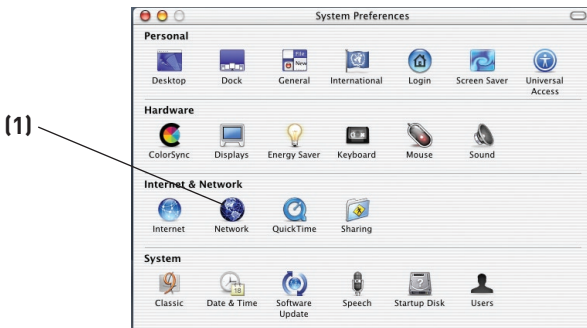 System Preferences
Personal
Desktop Dock General International Login Screen Saver Universal Access
Hardware
(1)
ColorSync Displays Energy Saver Keyboard Mouse Sound
Internet & Network
Internet Network QuickTime Sharing
System
Classic Date & Time Software Update Speech Startup Disk Users